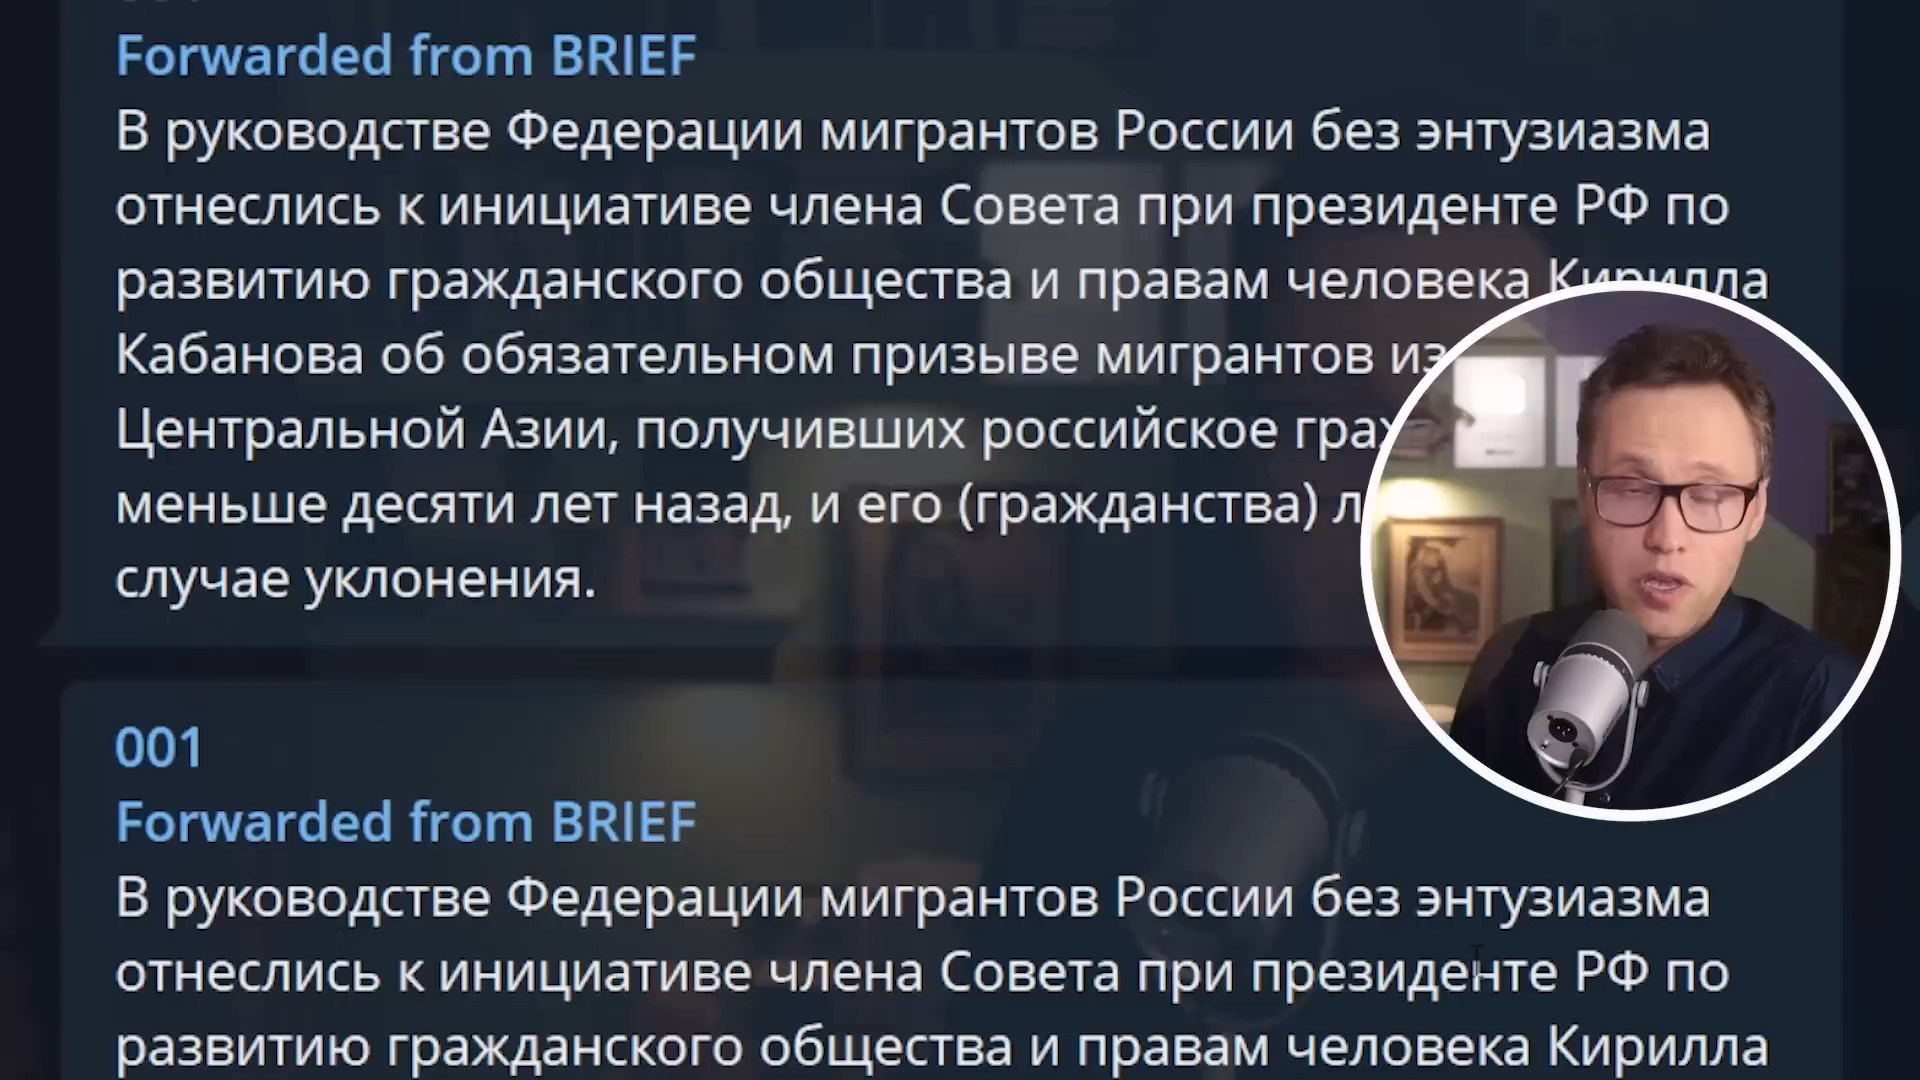 Forwarded from BRIEF
В руководстве Федерации мигрантов России без энтузиазма
отнеслись к инициативе члена Совета при президенте РФ по
развитию гражданского общества и правам человека Кирилла
Кабанова об обязательном призыве мигрантов из
Центральной Азии, получивших российское
меньше десяти лет назад, и его (гражданства)
случае уклонения.
001
Forwarded from BRIEF
В руководстве Федерации мигрантов России без энтузиазма
отнеслись к инициативе члена Совета при президенте РФ по
развитию гражданского общества и правам человека Кирилла